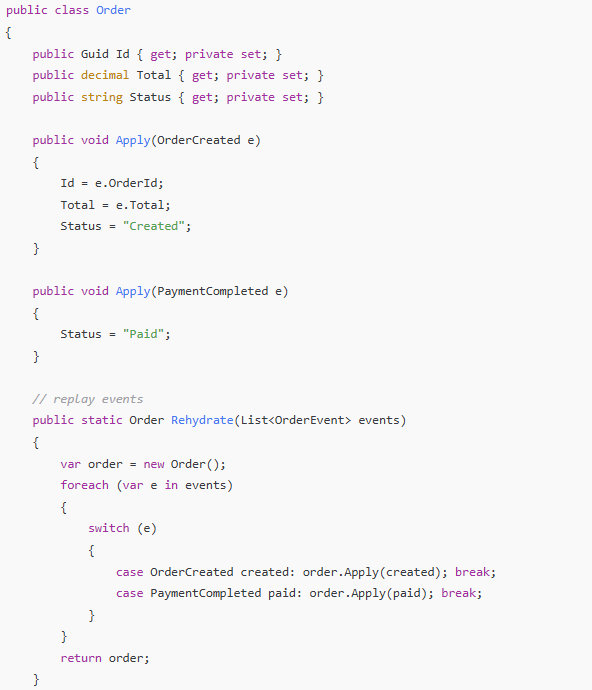 public class Order
{
    public Guid Id { get; private set; }
    public decimal Total { get; private set; }
    public string Status { get; private set; }

    public void Apply(OrderCreated e)
    {
        Id = e.OrderId;
        Total = e.Total;
        Status = "Created";
    }

    public void Apply(PaymentCompleted e)
    {
        Status = "Paid";
    }

    // replay events
    public static Order Rehydrate(List<OrderEvent> events)
    {
        var order = new Order();
        foreach (var e in events)
        {
            switch (e)
            {
                case OrderCreated created: order.Apply(created); break;
                case PaymentCompleted paid: order.Apply(paid); break;
            }
        }
        return order;
    }